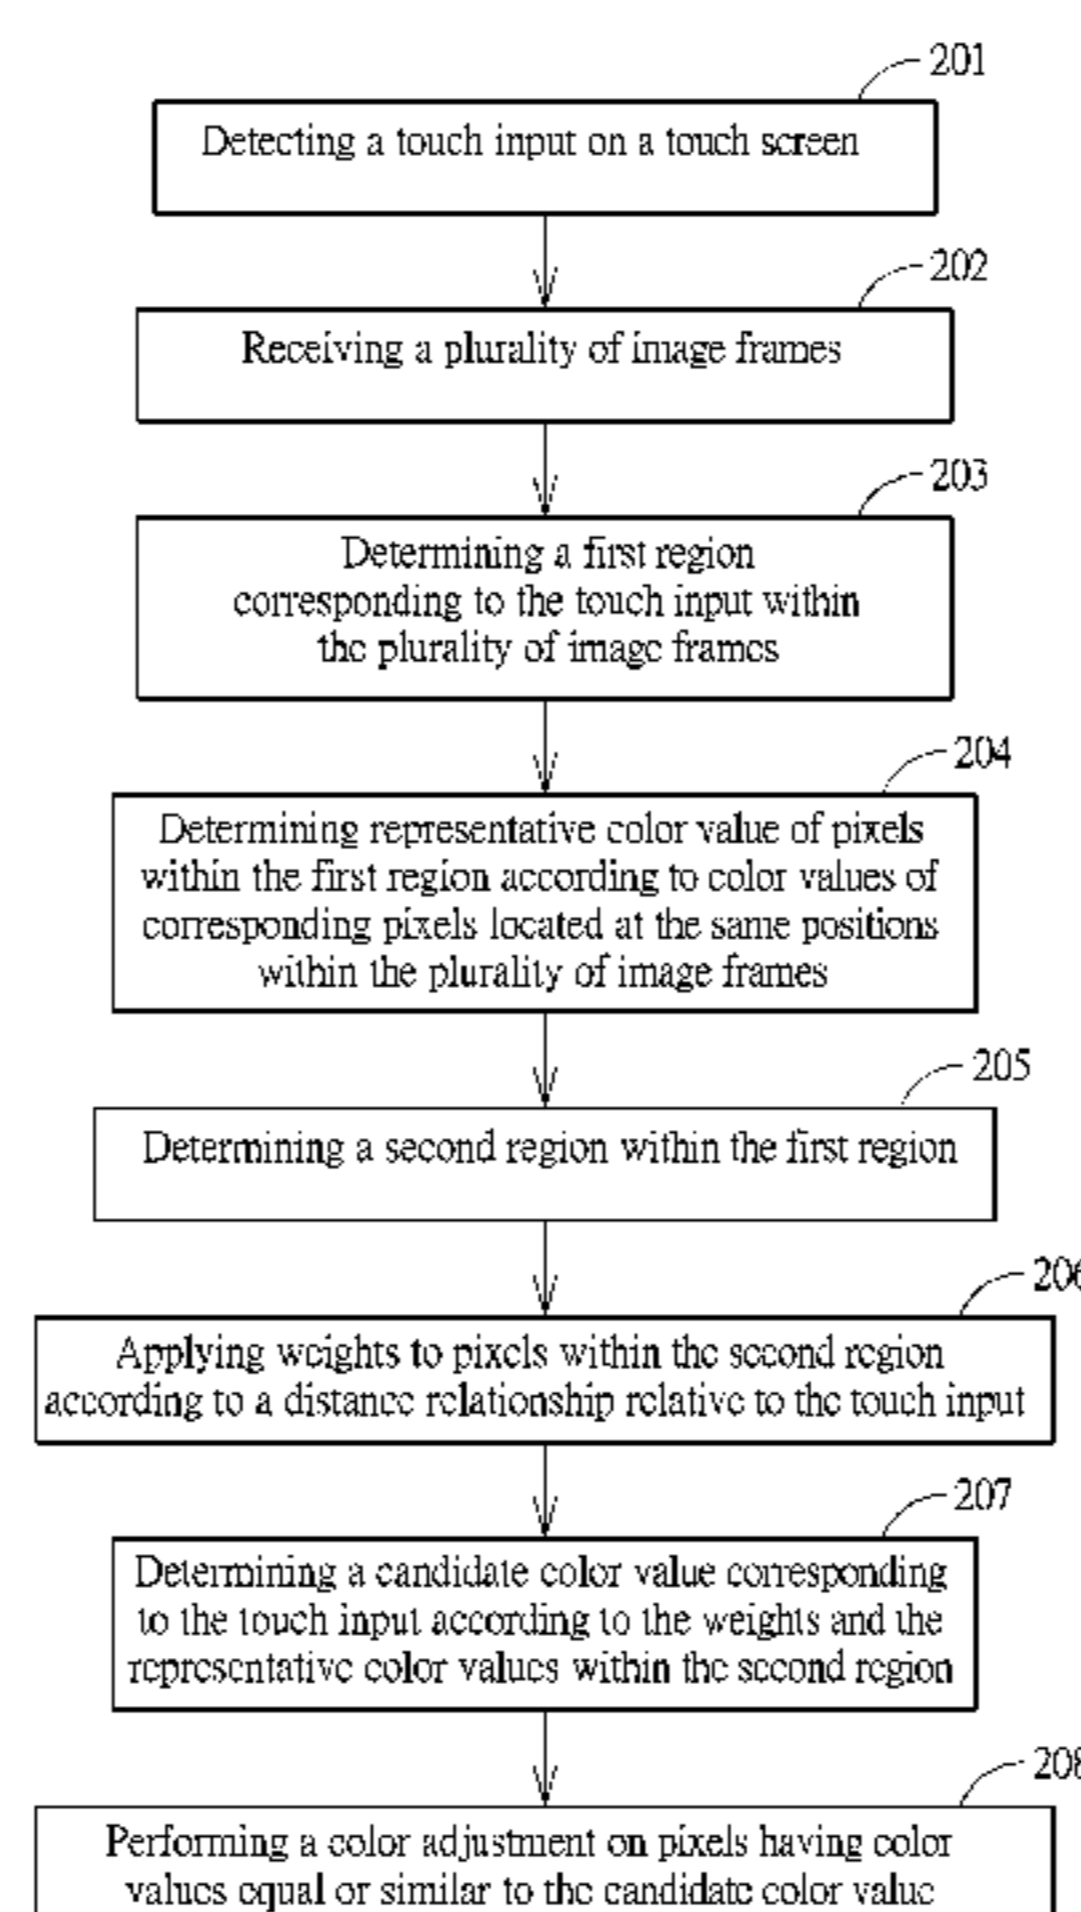 201
Detecting a touch input on a touch screen
202
Receiving a plurality of image frames
203
Determining a first region
corresponding to the touch input within
the plurality of image frames
204
Determining representative color value of pixels
within the first region according to color values of
corresponding pixels located at the same positions
within the plurality of image frames
205
Determining a second region within the first region
206
Applying weights to pixels within the second region
according to a distance relationship relative to the touch input
207
Determining a candidate color value corresponding
to the touch input according to the weights and the
representative color values within the second region
208
Performing a color adjustment on pixels having color
values equal or similar to the candidate color value